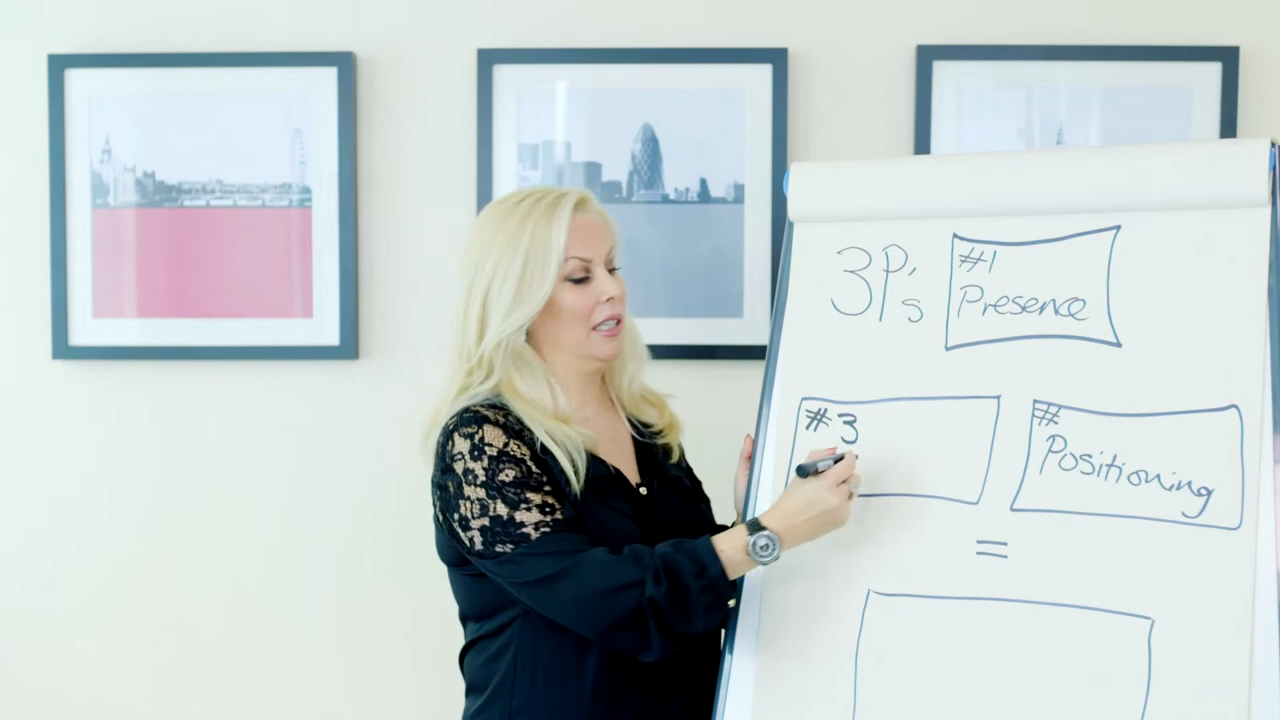 3P's
#1
Presence
#3
#
Positioning
=